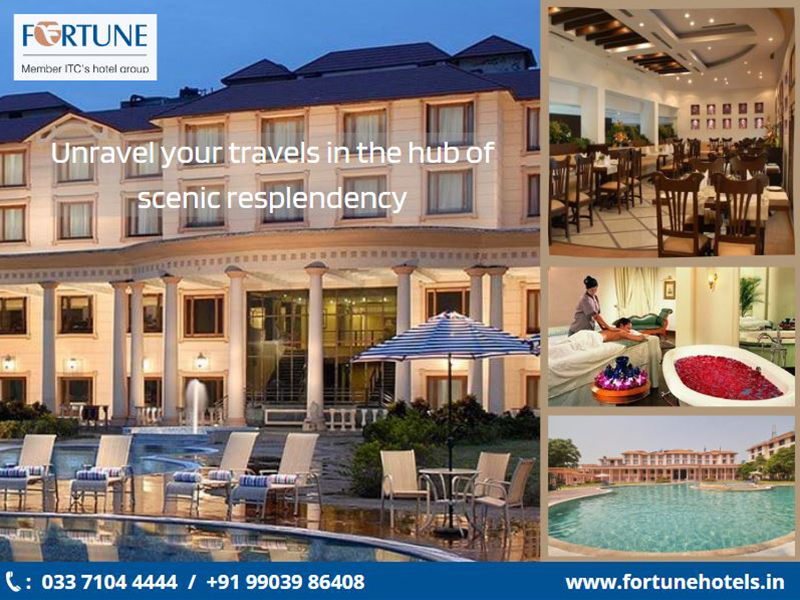 FORTUNE
Member ITC's hotel group
Unravel your travels in the hub of
scenic resplendency
: 033 7104 4444 / +91 99039 86408
www.fortunehotels.in